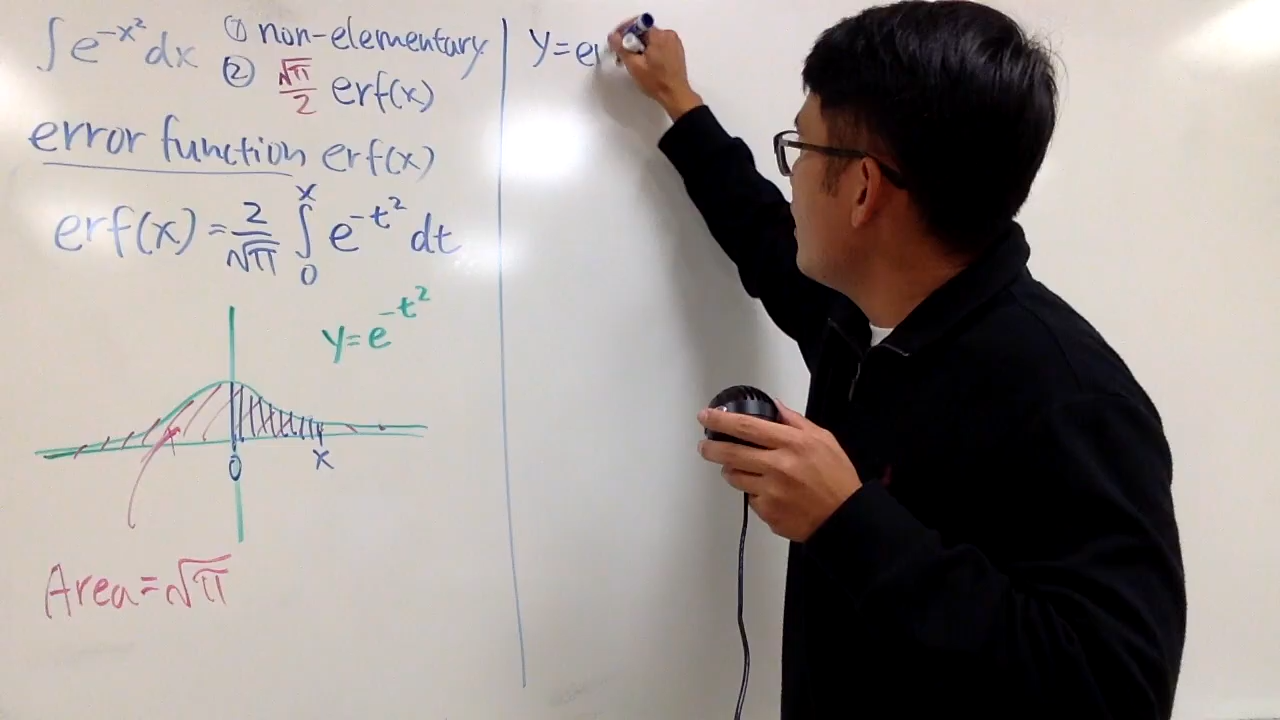 ∫e^{-x²}dx ① non-elementary
② √π/2 erf(x)
error function erf(x)
erf(x) = 2/√π ∫₀ˣ e^{-t²} dt
y=e^{-t²}
0 x
Area=√π
y=er